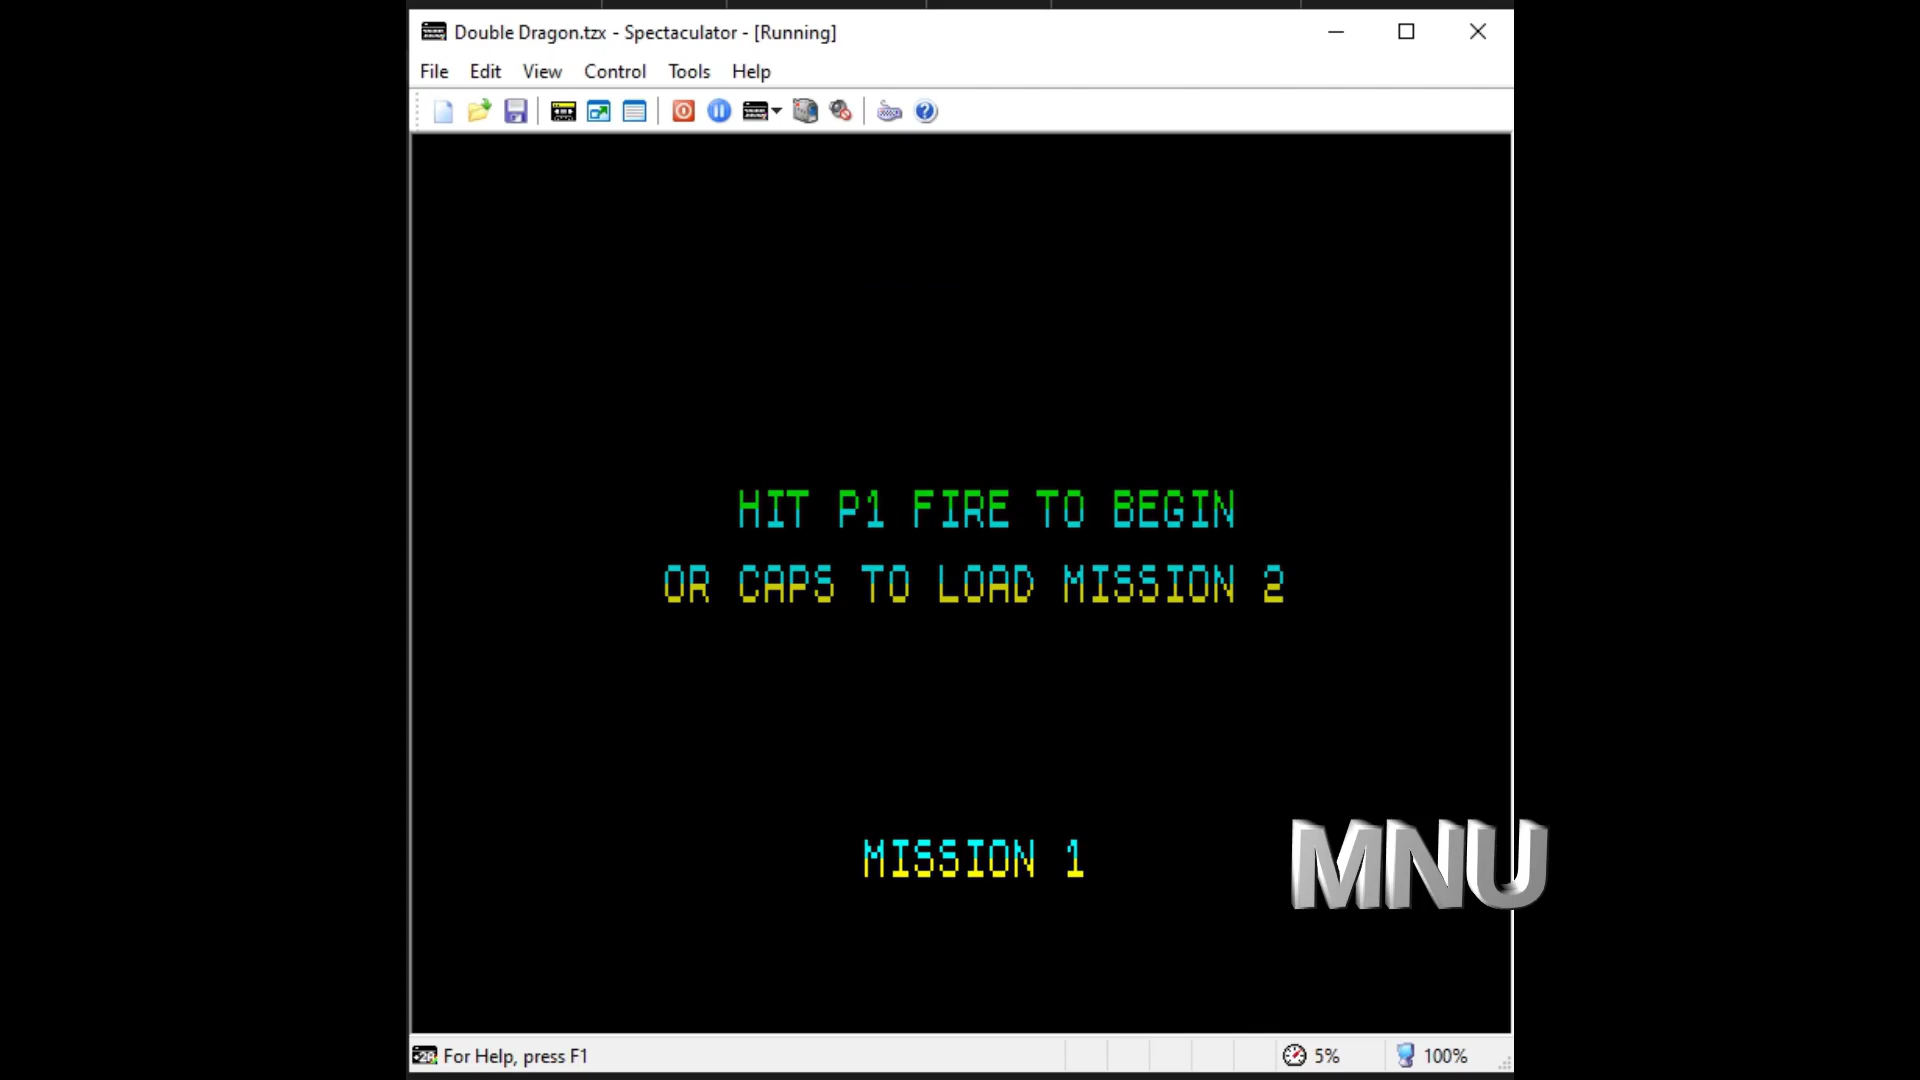 Double Dragon.tzx - Spectaculator - [Running]
File Edit View Control Tools Help
HIT P1 FIRE TO BEGIN
OR CAPS TO LOAD MISSION 2
MISSION 1
MNU
For Help, press F1
5%
100%